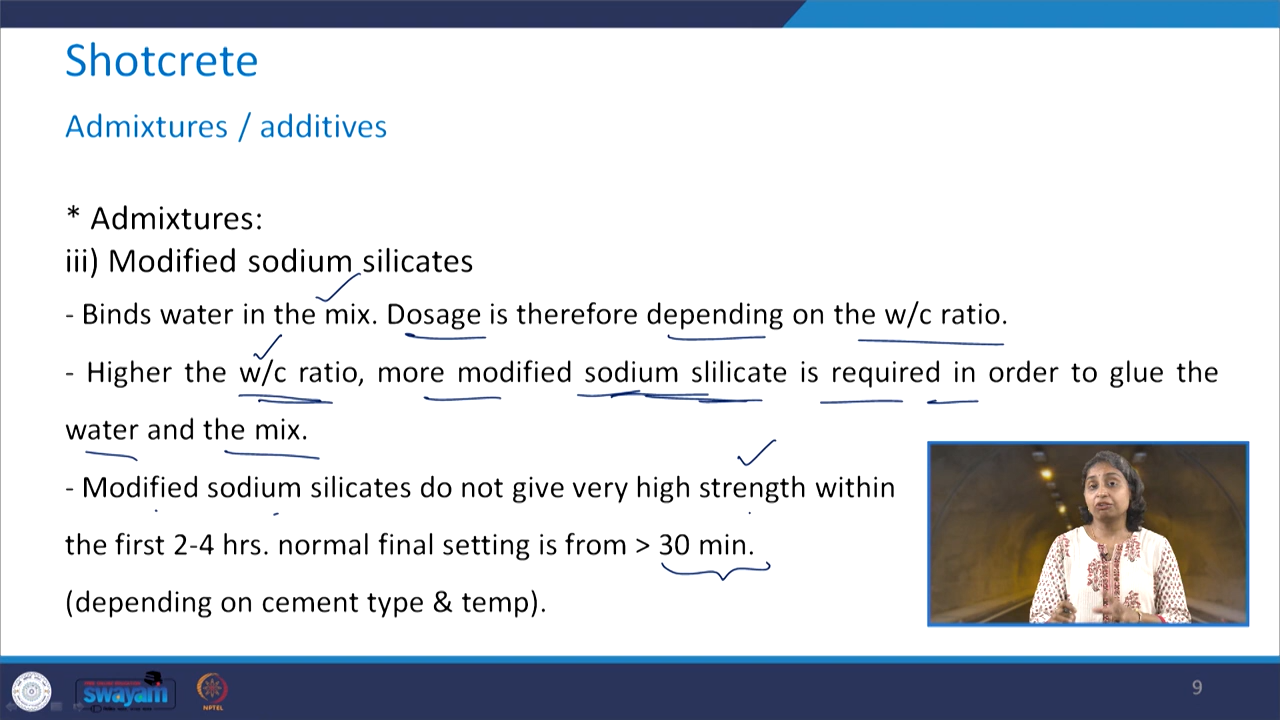 Shotcrete
Admixtures / additives
* Admixtures:
iii) Modified sodium silicates
- Binds water in the mix. Dosage is therefore depending on the w/c ratio.
- Higher the w/c ratio, more modified sodium slilicate is required in order to glue the
water and the mix.
- Modified sodium silicates do not give very high strength within
the first 2-4 hrs. normal final setting is from > 30 min.
(depending on cement type & temp).
swayam
NPTEL
9